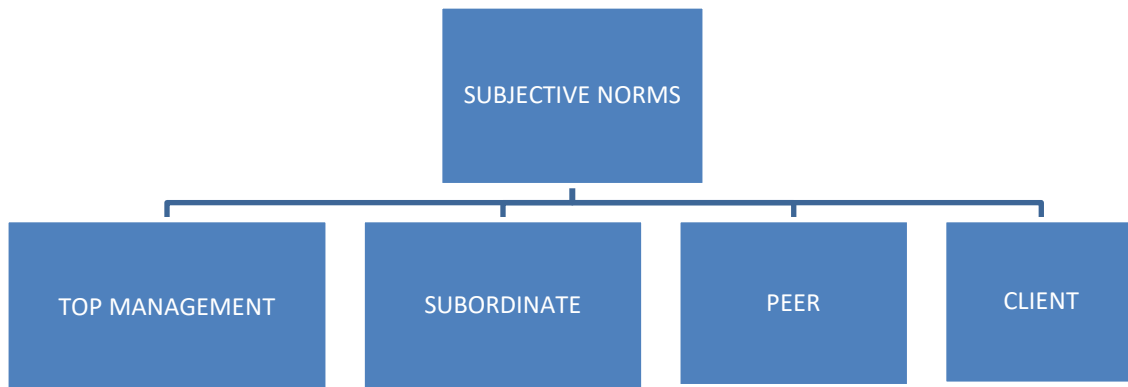 SUBJECTIVE NORMS
TOP MANAGEMENT
SUBORDINATE
PEER
CLIENT